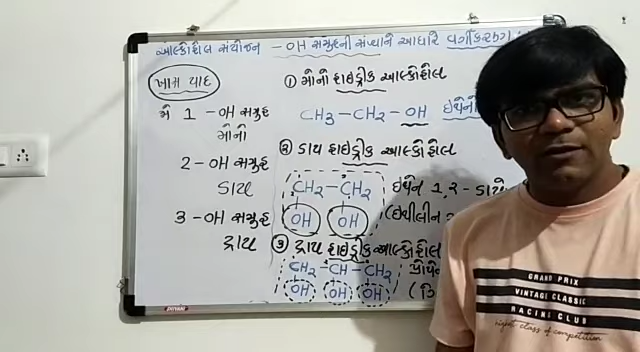 આલ્કોહોલ સંયોજન -OH સમુહની સંખ્યાને આધારે વર્ગીકરણ
ખાસ યાદ
1 - OH સમુહ
મોનો
2 - OH સમુહ
ડાય
3 - OH સમુહ
ટ્રાય
① મોનો હાઇડ્રીક આલ્કોહોલ
CH3-CH2-OH
② ડાય હાઇડ્રીક આલ્કોહોલ
CH2-CH2 ઇથેન 1,2-
OH OH (ઇથીલીન
③ ટ્રાય હાઇડ્રીક આલ્કોહોલ
CH2-CH-CH2
OH OH OH
GRAND PRIX
VINTAGE CLASSIC
RACING CLUB